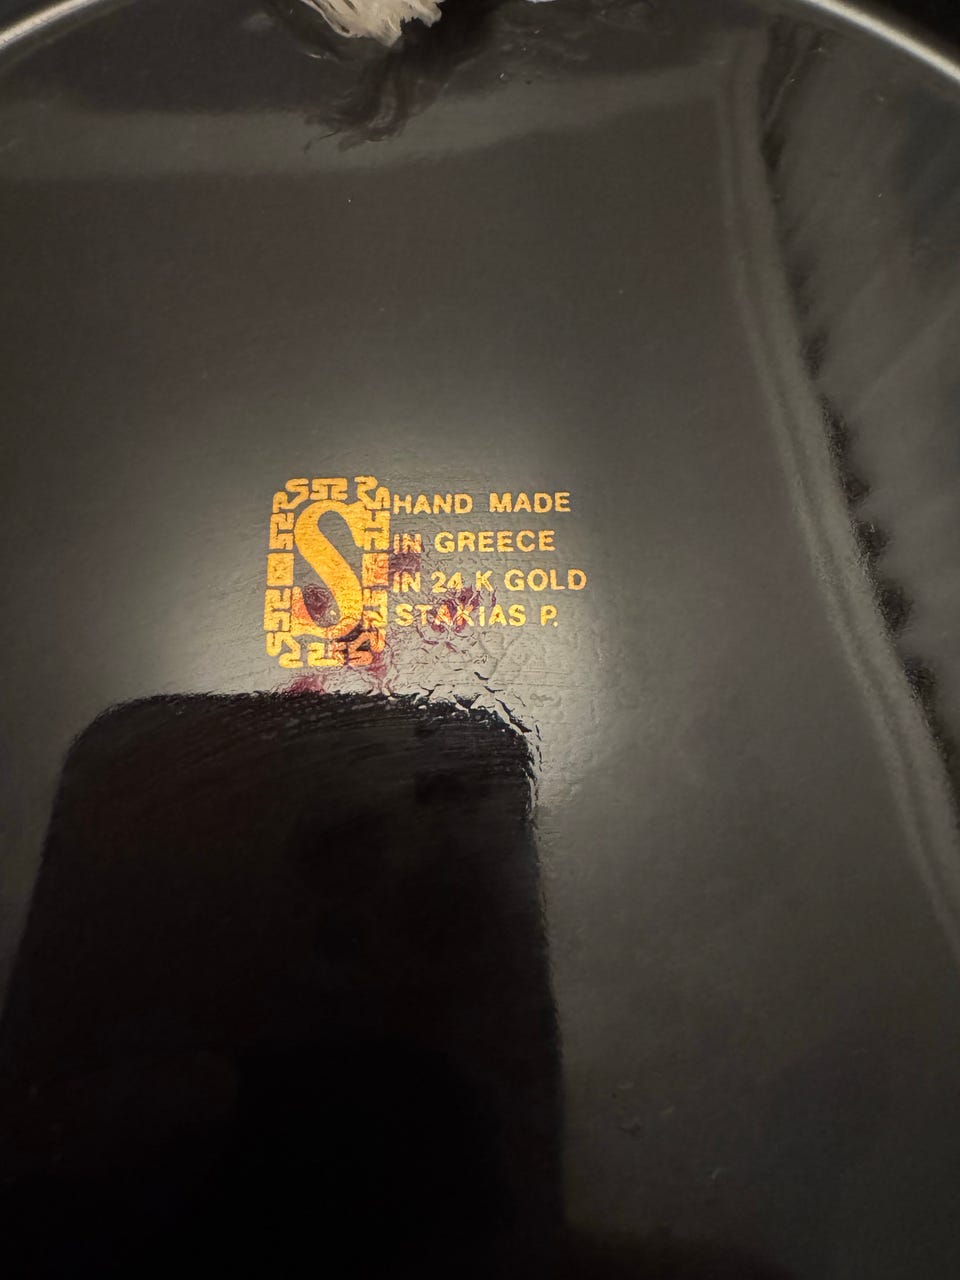 S
HAND MADE
IN GREECE
IN 24 K GOLD
STAKIAS P.